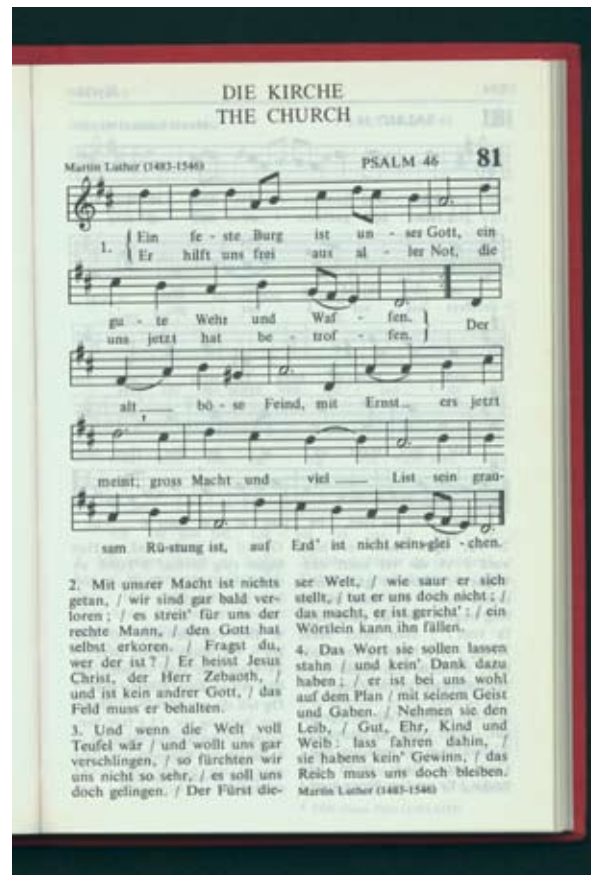 DIE KIRCHE
THE CHURCH
Martin Luther (1483-1546) PSALM 46 81
1. { Ein fe - ste Burg ist un - ser Gott, ein
{ Er hilft uns frei aus al - ler Not, die
gu - te Wehr und Waf - fen. } Der
uns jetzt hat be - trof - fen. }
alt ____ bö - se Feind, mit Ernst_ ers jetzt
meint; gross Macht und viel ____ List sein grau-
sam Rü-stung ist, auf Erd' ist nicht seins-glei - chen.
2. Mit unsrer Macht ist nichts
getan, / wir sind gar bald ver-
loren ; / es streit' für uns der
rechte Mann, / den Gott hat
selbst erkoren. / Fragst du,
wer der ist ? / Er heisst Jesus
Christ, der Herr Zebaoth, /
und ist kein andrer Gott, / das
Feld muss er behalten.
3. Und wenn die Welt voll
Teufel wär / und wollt uns gar
verschlingen, / so fürchten wir
uns nicht so sehr, / es soll uns
doch gelingen. / Der Fürst die-
ser Welt, / wie saur er sich
stellt, / tut er uns doch nicht ; /
das macht, er ist gericht' : / ein
Wörtlein kann ihn fällen.
4. Das Wort sie sollen lassen
stahn / und kein' Dank dazu
haben ; / er ist bei uns wohl
auf dem Plan / mit seinem Geist
und Gaben. / Nehmen sie den
Leib, / Gut, Ehr, Kind und
Weib : lass fahren dahin, /
sie habens kein' Gewinn, / das
Reich muss uns doch bleiben.
Martin Luther (1483-1546)